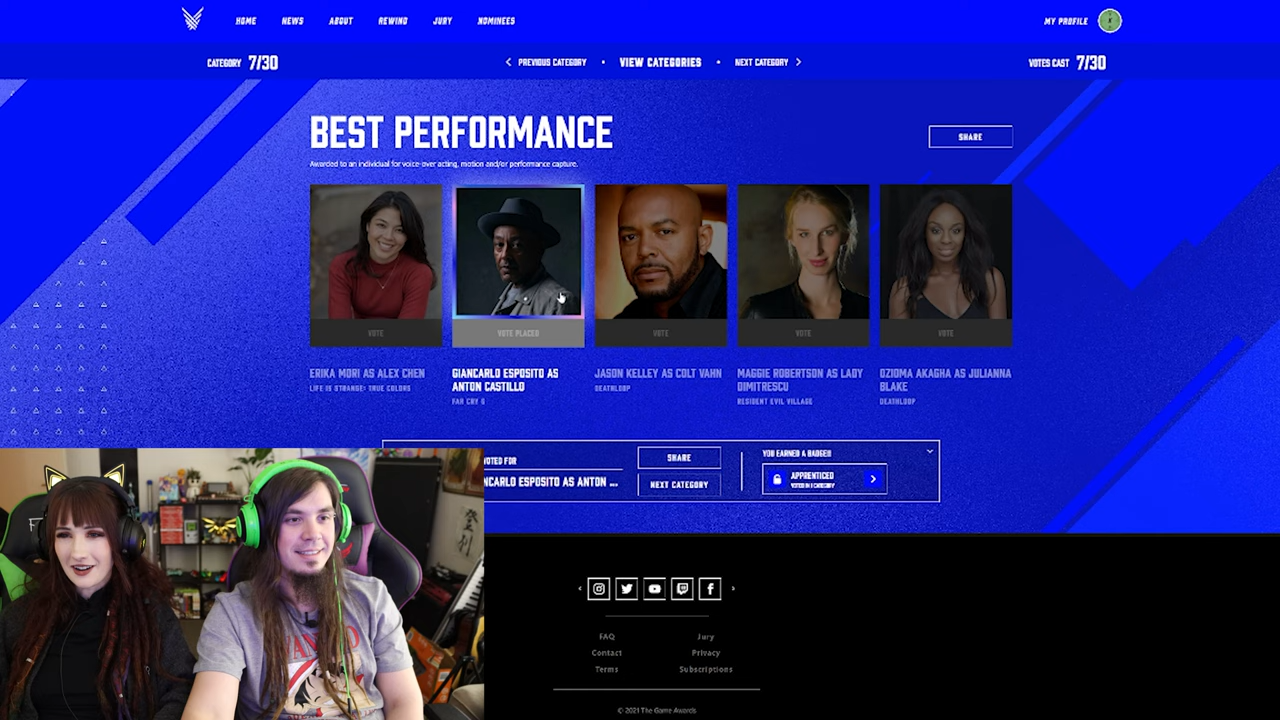 HOME NEWS ABOUT REWIND JURY NOMINEES MY PROFILE
CATEGORY 7/30 PREVIOUS CATEGORY • VIEW CATEGORIES • NEXT CATEGORY VOTES CAST 7/30
BEST PERFORMANCE
SHARE
Awarded to an individual for voice-over acting, motion and/or performance capture.
VOTE VOTE PLACED VOTE VOTE VOTE
ERIKA MORI AS ALEX CHEN
LIFE IS STRANGE: TRUE COLORS
GIANCARLO ESPOSITO AS
ANTON CASTILLO
FAR CRY 6
JASON KELLEY AS COLT VAHN
DEATHLOOP
MAGGIE ROBERTSON AS LADY
DIMITRESCU
RESIDENT EVIL VILLAGE
OZIOMA AKAGHA AS JULIANNA
BLAKE
DEATHLOOP
VOTED FOR
NCARLO ESPOSITO AS ANTON ...
SHARE
NEXT CATEGORY
YOU EARNED A BADGE!
APPRENTICED
VOTED IN 1 CATEGORY
FAQ Jury
Contact Privacy
Terms Subscriptions
© 2021 The Game Awards